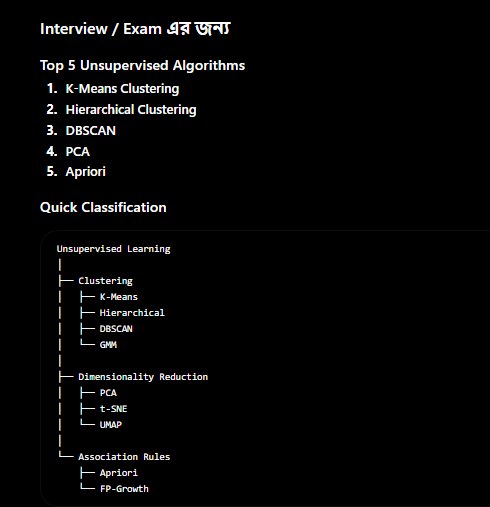 Interview / Exam এর জন্য
Top 5 Unsupervised Algorithms
1. K-Means Clustering
2. Hierarchical Clustering
3. DBSCAN
4. PCA
5. Apriori
Quick Classification
Unsupervised Learning
│
├── Clustering
│   ├── K-Means
│   ├── Hierarchical
│   ├── DBSCAN
│   └── GMM
│
├── Dimensionality Reduction
│   ├── PCA
│   ├── t-SNE
│   └── UMAP
│
└── Association Rules
    ├── Apriori
    └── FP-Growth